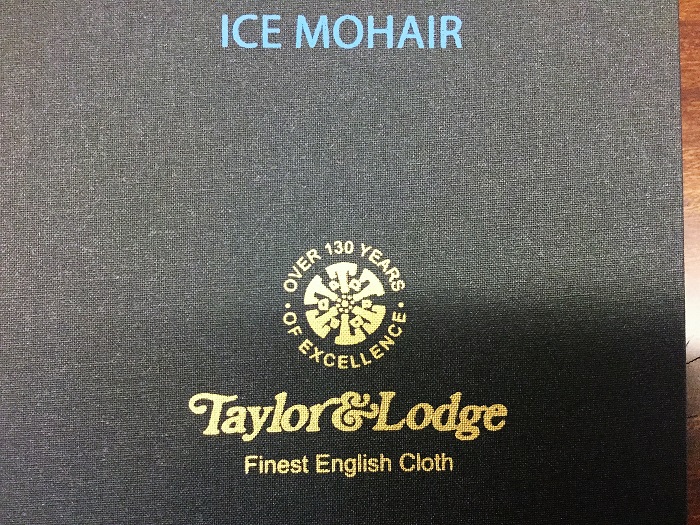 ICE MOHAIR
OVER 130 YEARS
OF EXCELLENCE
Taylor & Lodge
Finest English Cloth